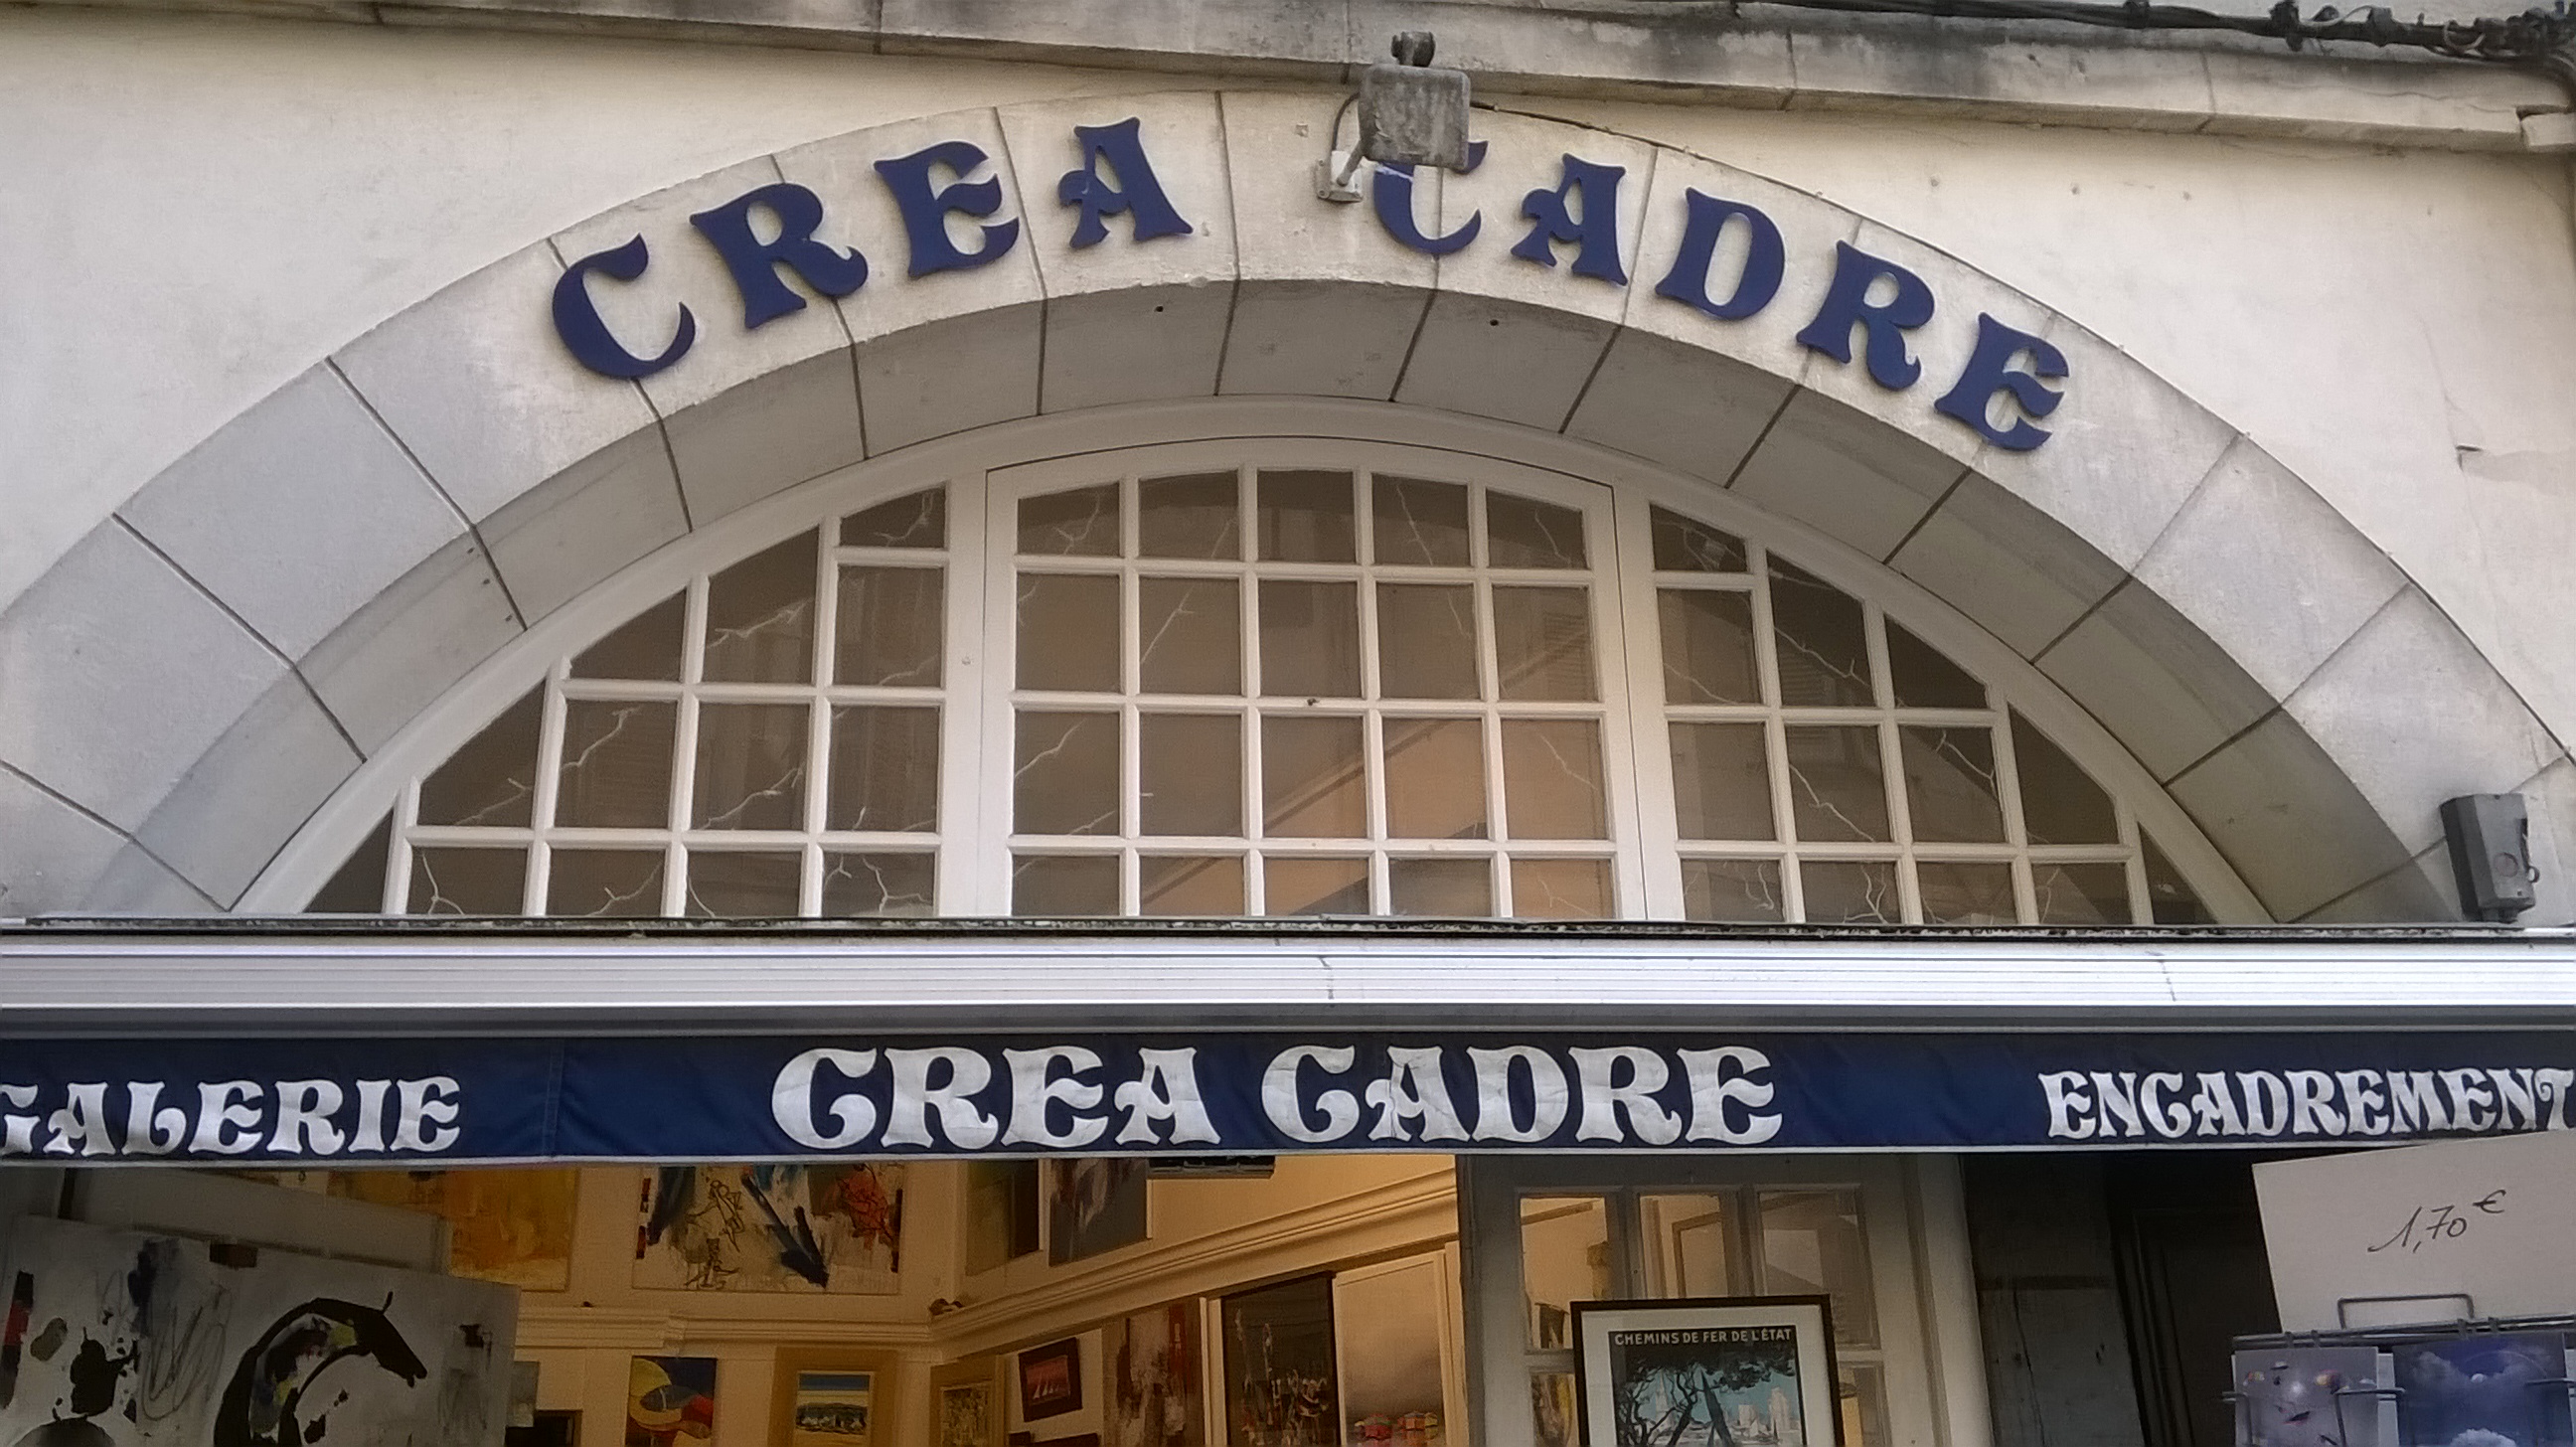 CREA CADRE
GALERIE CREA CADRE ENCADREMENT
1,70 €
CHEMINS DE FER DE L'ÉTAT